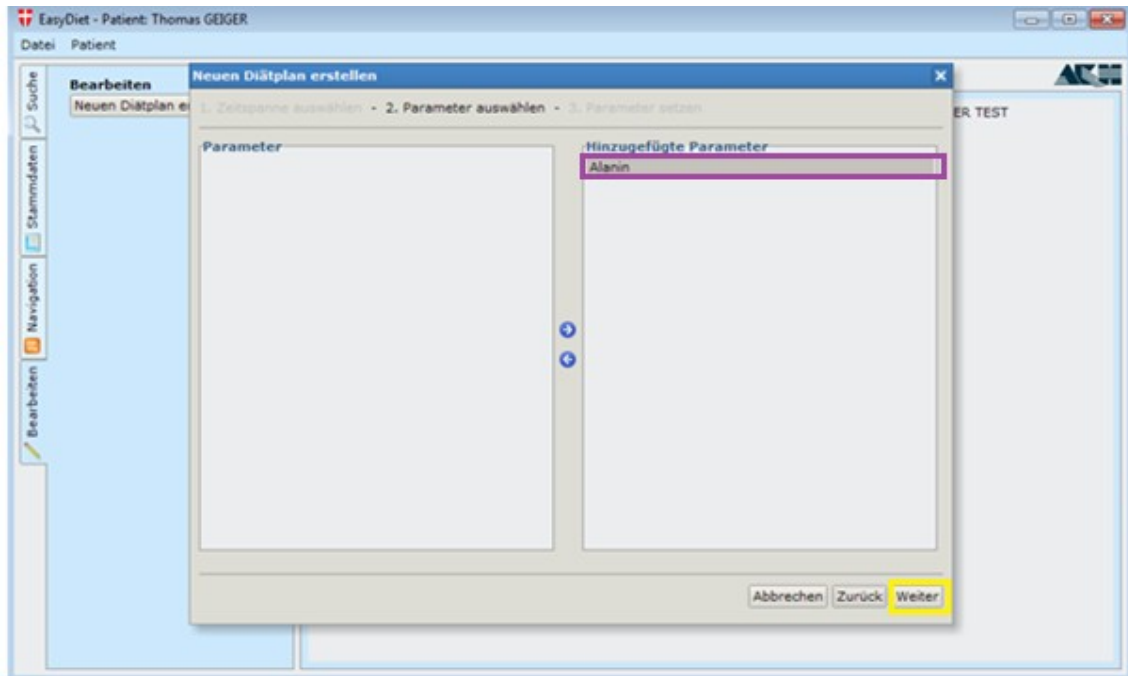 EasyDiet - Patient: Thomas GEIGER
Datei Patient
Suche
Stammdaten
Navigation
Bearbeiten
Bearbeiten
Neuen Diätplan er
Neuen Diätplan erstellen
1. Zeitspanne auswählen - 2. Parameter auswählen - 3. Parameter setzen
Parameter
Hinzugefügte Parameter
Alanin
Abbrechen Zurück Weiter
ER TEST